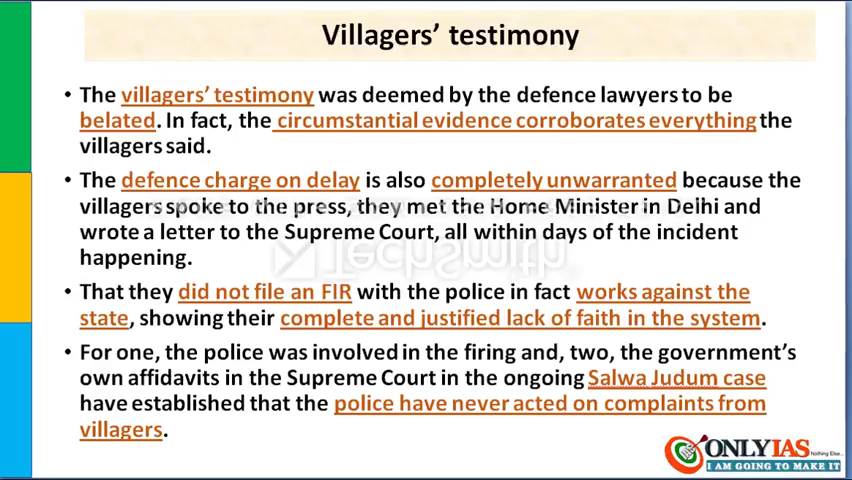 Villagers' testimony
• The villagers' testimony was deemed by the defence lawyers to be
belated. In fact, the circumstantial evidence corroborates everything the
villagers said.
• The defence charge on delay is also completely unwarranted because the
villagers spoke to the press, they met the Home Minister in Delhi and
wrote a letter to the Supreme Court, all within days of the incident
happening.
• That they did not file an FIR with the police in fact works against the
state, showing their complete and justified lack of faith in the system.
• For one, the police was involved in the firing and, two, the government's
own affidavits in the Supreme Court in the ongoing Salwa Judum case
have established that the police have never acted on complaints from
villagers.
TechSmith
ONLYIAS
Nothing Else...
I AM GOING TO MAKE IT